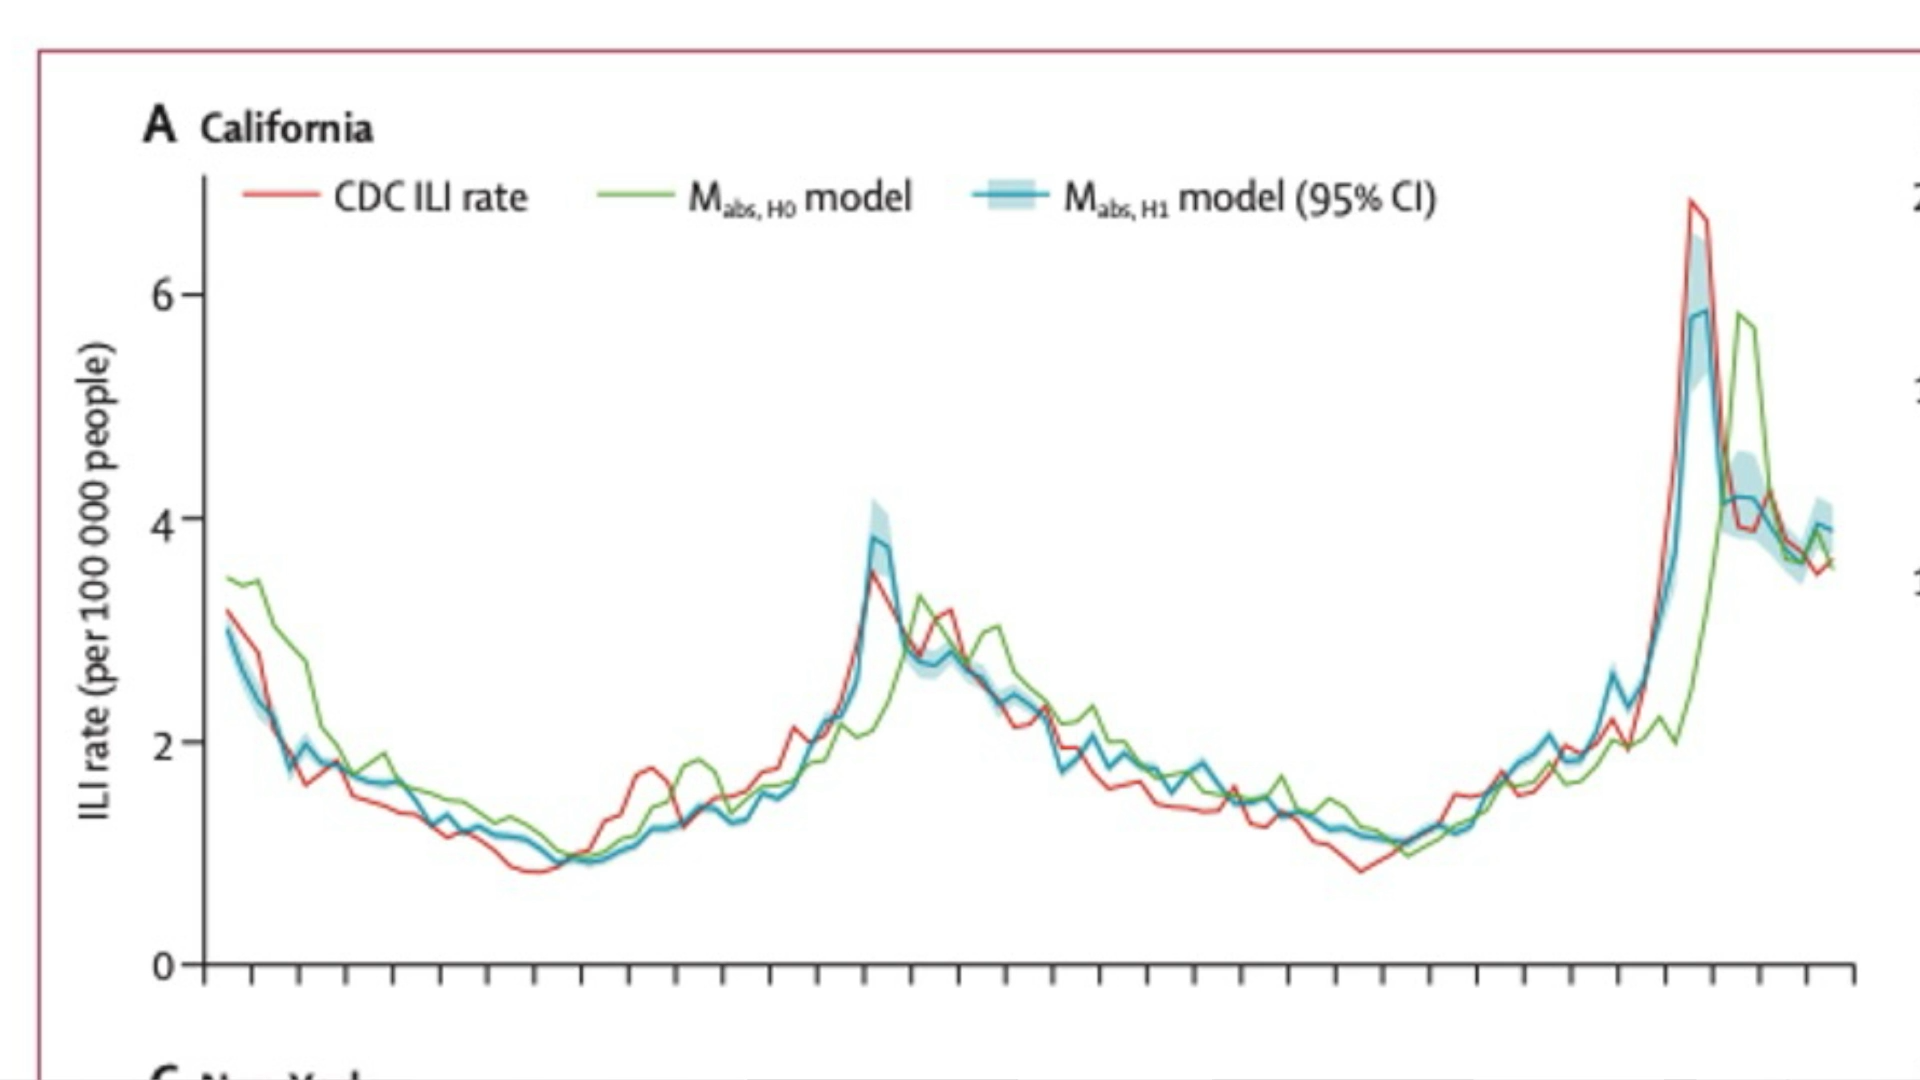 A California
CDC ILI rate
Mabs, H0 model
Mabs, H1 model (95% CI)
ILI rate (per 100 000 people)
6
4
2
0